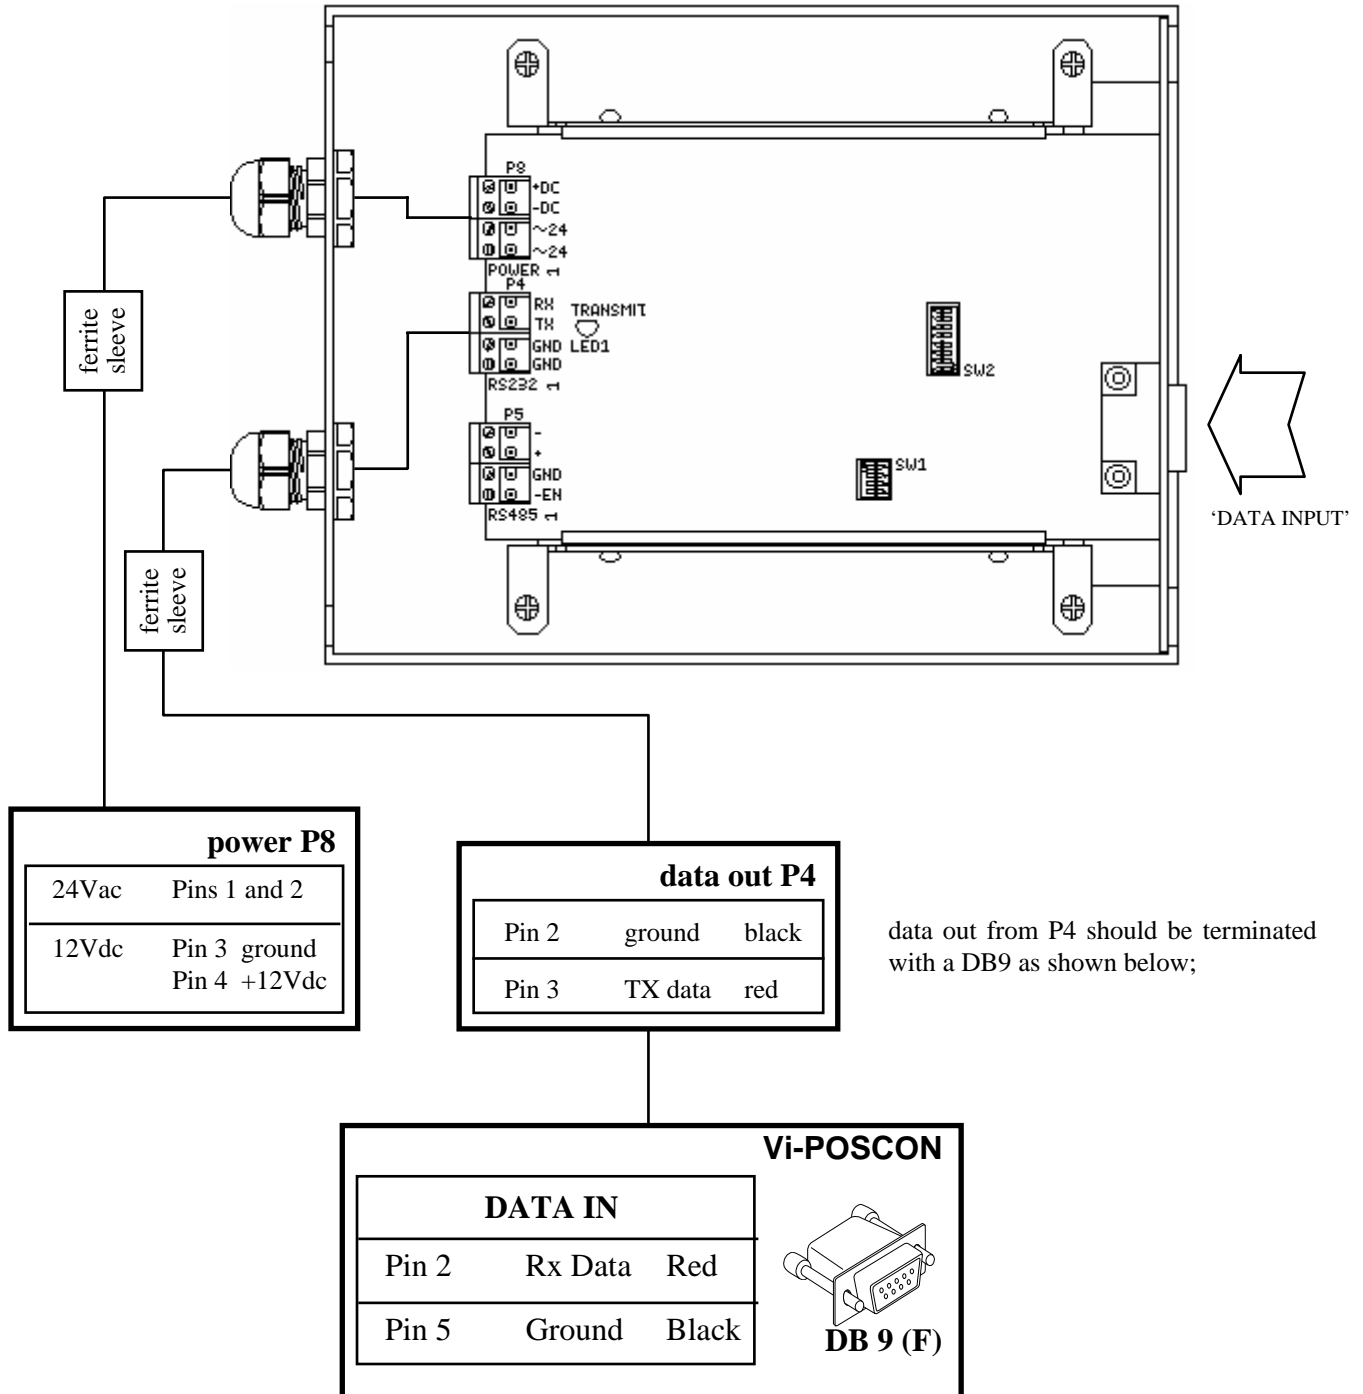 P8
+DC
-DC
~24
~24
POWER 1
P4
RX
TX
GND
GND
RS232 1
TRANSMIT
LED1
P5
-
+
GND
-EN
RS485 1
SW2
SW1
‘DATA INPUT’
ferrite
sleeve
ferrite
sleeve
power P8
24Vac Pins 1 and 2
12Vdc Pin 3 ground
Pin 4 +12Vdc
data out P4
Pin 2 ground black
Pin 3 TX data red
data out from P4 should be terminated
with a DB9 as shown below;
Vi-POSCON
DATA IN
Pin 2 Rx Data Red
Pin 5 Ground Black
DB 9 (F)